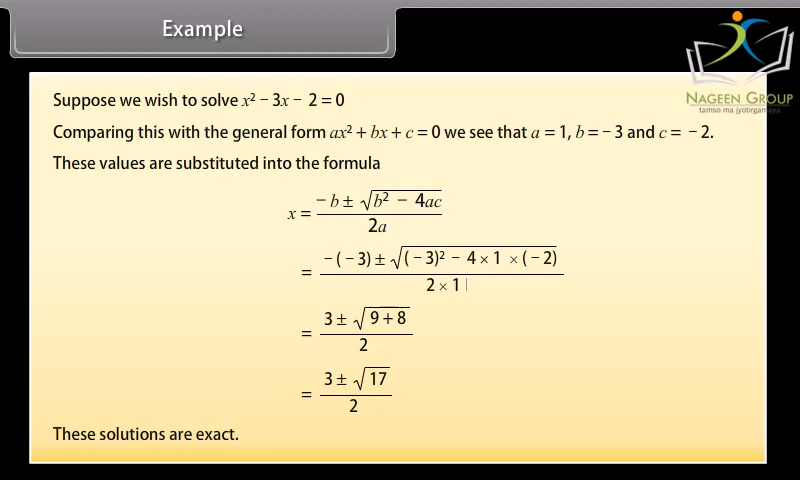 Example
NAGEEN GROUP
tamso ma jyotirgamaya
Suppose we wish to solve x² − 3x − 2 = 0
Comparing this with the general form ax² + bx + c = 0 we see that a = 1, b = − 3 and c = − 2.
These values are substituted into the formula
x = (− b ± √(b² − 4ac)) / 2a
= (− (− 3) ± √((− 3)² − 4 × 1 × (− 2))) / (2 × 1)
= (3 ± √(9 + 8)) / 2
= (3 ± √17) / 2
These solutions are exact.